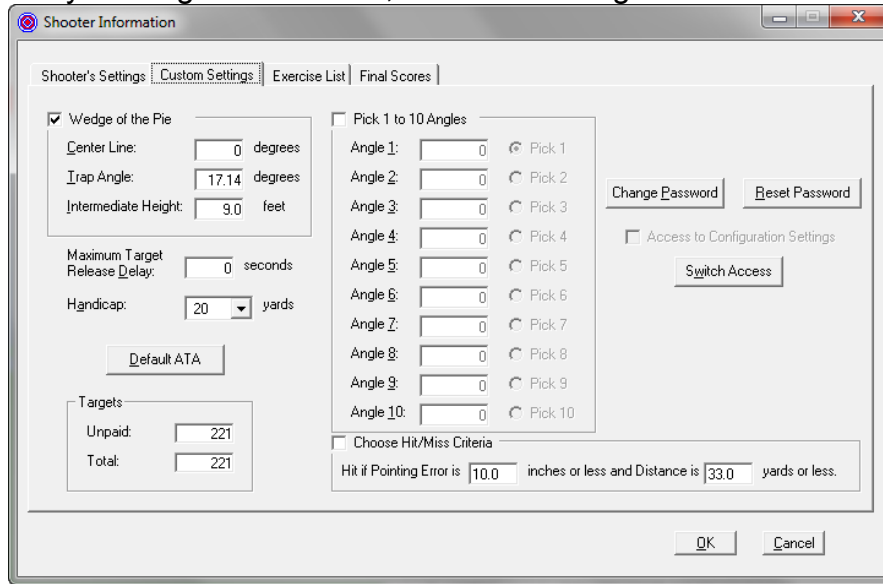 Shooter Information
Shooter's Settings Custom Settings Exercise List Final Scores
Wedge of the Pie
Center Line: 0 degrees
Trap Angle: 17.14 degrees
Intermediate Height: 9.0 feet
Maximum Target
Release Delay: 0 seconds
Handicap: 20 yards
Default ATA
Targets
Unpaid: 221
Total: 221
Pick 1 to 10 Angles
Angle 1: 0 Pick 1
Angle 2: 0 Pick 2
Angle 3: 0 Pick 3
Angle 4: 0 Pick 4
Angle 5: 0 Pick 5
Angle 6: 0 Pick 6
Angle 7: 0 Pick 7
Angle 8: 0 Pick 8
Angle 9: 0 Pick 9
Angle 10: 0 Pick 10
Choose Hit/Miss Criteria
Hit if Pointing Error is 10.0 inches or less and Distance is 33.0 yards or less.
Change Password Reset Password
Access to Configuration Settings
Switch Access
OK Cancel